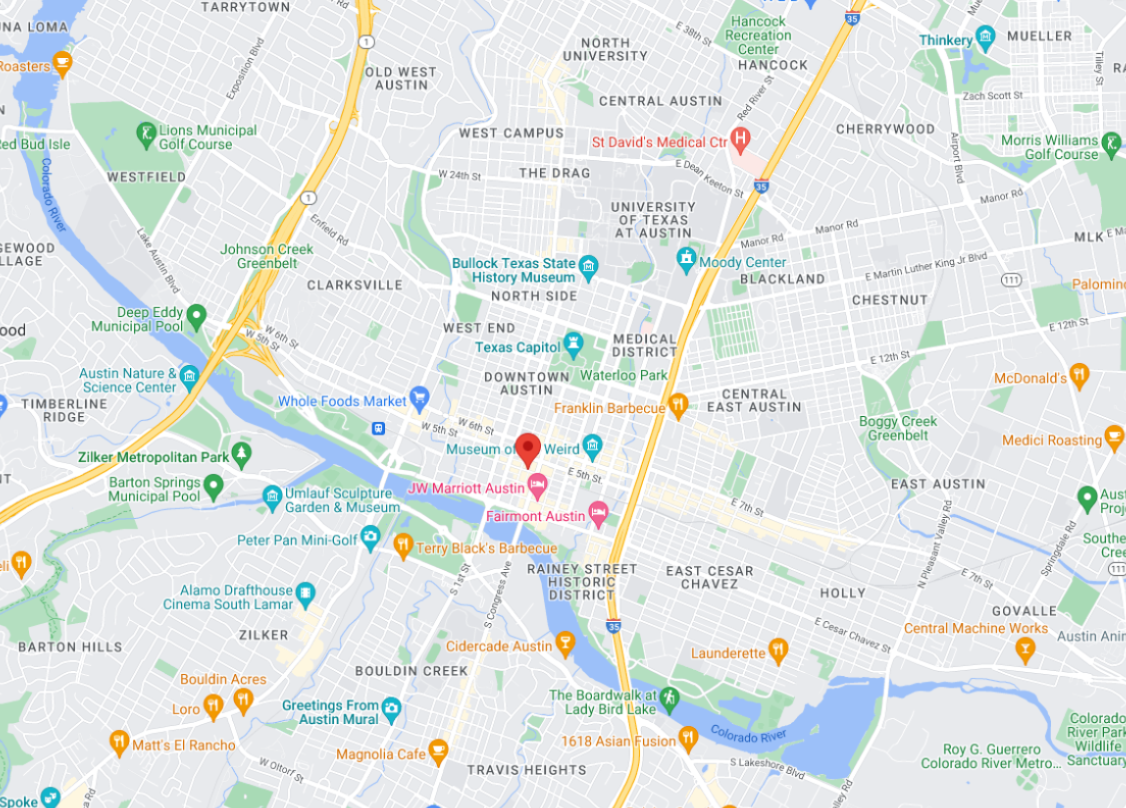 TARRYTOWN
UNA LOMA
Roasters
Exposition Blvd
1
OLD WEST
AUSTIN
NORTH
UNIVERSITY
E 38th St
Hancock
Recreation
Center
HANCOCK
35
Thinkery
MUELLER
Tilley St
Zach Scott St
CENTRAL AUSTIN
Red River St
Lions Municipal
Golf Course
Red Bud Isle
WEST CAMPUS
St David's Medical Ctr
CHERRYWOOD
Morris Williams
Golf Course
Airport Blvd
Colorado River
WESTFIELD
W 24th St
THE DRAG
E Dean Keeton St
35
1
Manor Rd
UNIVERSITY
OF TEXAS
AT AUSTIN
Enfield Rd
Manor Rd
Manor Rd
MLK
Lake Austin Blvd
Johnson Creek
Greenbelt
Bullock Texas State
History Museum
Moody Center
E Martin Luther King Jr Blvd
BLACKLAND
111
CLARKSVILLE
NORTH SIDE
CHESTNUT
Deep Eddy
Municipal Pool
W 6th St
W 5th St
WEST END
Texas Capitol
MEDICAL
DISTRICT
E 12th St
E 12th St
Austin Nature &
Science Center
DOWNTOWN
AUSTIN
Waterloo Park
McDonald's
TIMBERLINE
RIDGE
Whole Foods Market
Franklin Barbecue
CENTRAL
EAST AUSTIN
Boggy Creek
Greenbelt
Medici Roasting
W 6th St
W 5th St
Museum of
Weird
Zilker Metropolitan Park
Barton Springs
Municipal Pool
E 5th St
JW Marriott Austin
EAST AUSTIN
Umlauf Sculpture
Garden & Museum
E 7th St
Fairmont Austin
N Pleasant Valley Rd
Springdale Rd
Peter Pan Mini-Golf
Terry Black's Barbecue
RAINEY STREET
HISTORIC
DISTRICT
EAST CESAR
CHAVEZ
E 7th St
111
S 1st St
S Congress Ave
Alamo Drafthouse
Cinema South Lamar
HOLLY
GOVALLE
35
E Cesar Chavez St
Central Machine Works
ZILKER
BARTON HILLS
Cidercade Austin
Launderette
BOULDIN CREEK
Bouldin Acres
Loro
Greetings From
Austin Mural
The Boardwalk at
Lady Bird Lake
Colorado River
1618 Asian Fusion
Matt's El Rancho
Magnolia Cafe
W Oltorf St
TRAVIS HEIGHTS
S Lakeshore Blvd
Roy G. Guerrero
Colorado River Metro...
Colorado
River Park
Wildlife
Sanctuary
Spoke